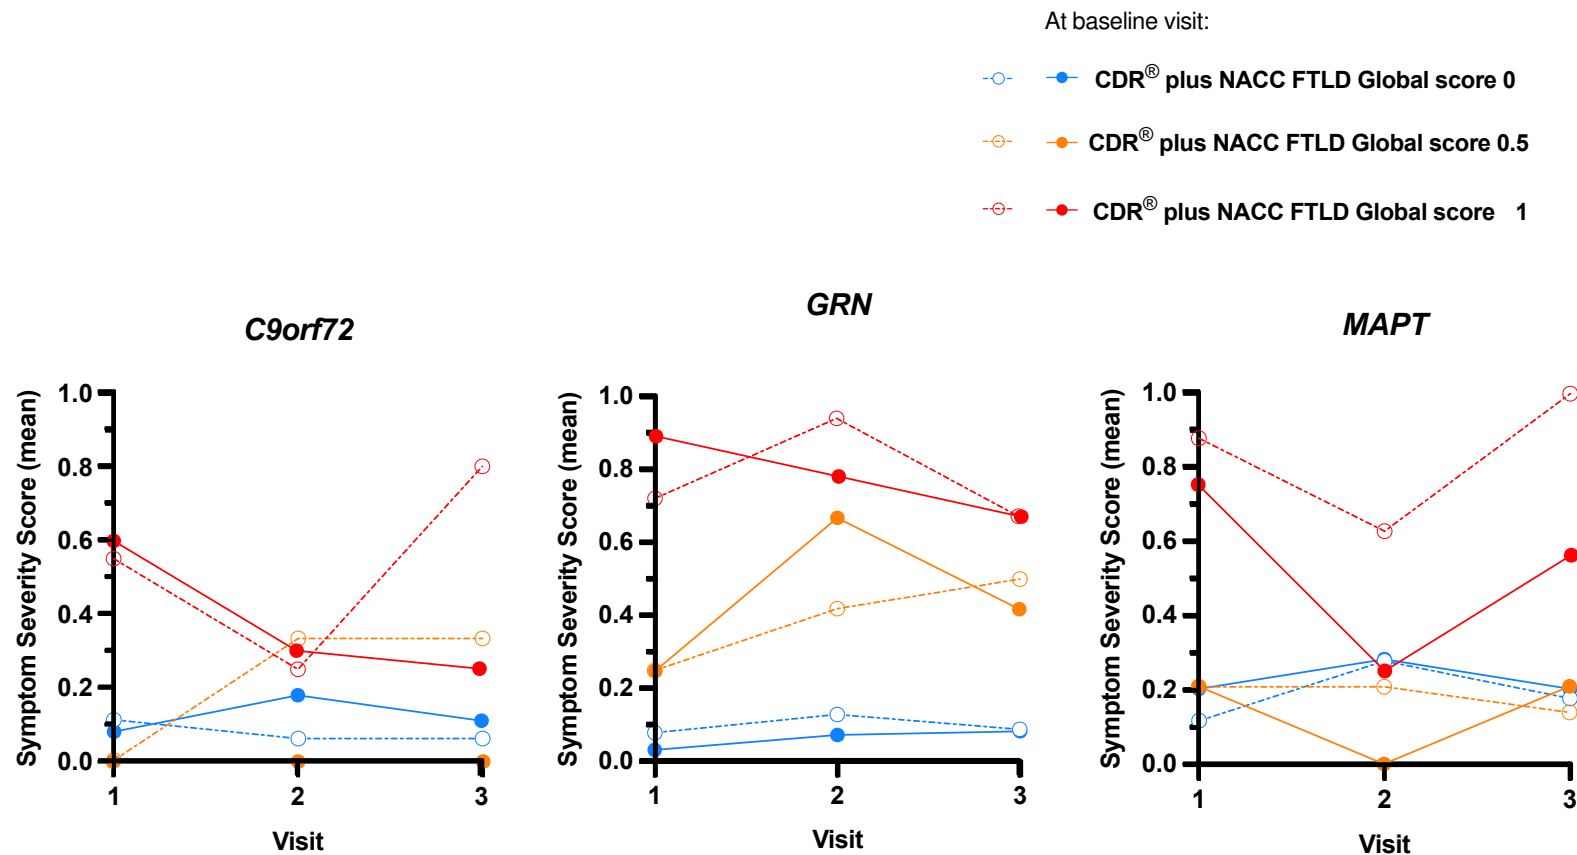 At baseline visit:
CDR® plus NACC FTLD Global score 0
CDR® plus NACC FTLD Global score 0.5
CDR® plus NACC FTLD Global score 1
C9orf72
Symptom Severity Score (mean)
1.0
0.8
0.6
0.4
0.2
0.0
1 2 3
Visit
GRN
Symptom Severity Score (mean)
1.0
0.8
0.6
0.4
0.2
0.0
1 2 3
Visit
MAPT
Symptom Severity Score (mean)
1.0
0.8
0.6
0.4
0.2
0.0
1 2 3
Visit